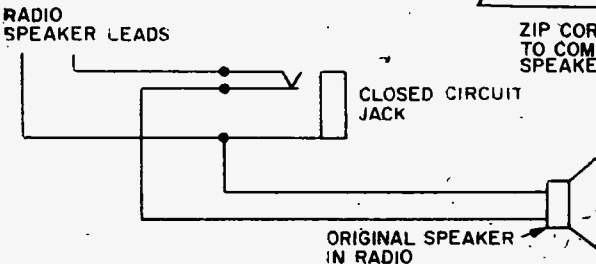 RADIO
SPEAKER LEADS
ZIP COR
TO COM
SPEAKE
CLOSED CIRCUIT
JACK
ORIGINAL SPEAKER
IN RADIO